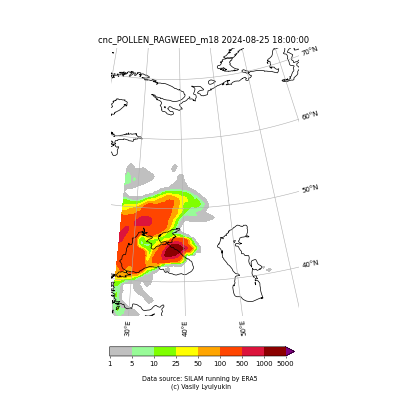 cnc_POLLEN_RAGWEED_m18 2024-08-25 18:00:00
70°N
60°N
50°N
40°N
30°E
40°E
50°E
1 5 10 25 50 100 500 1000 5000
Data source: SILAM running by ERA5
(c) Vasily Lyulyukin